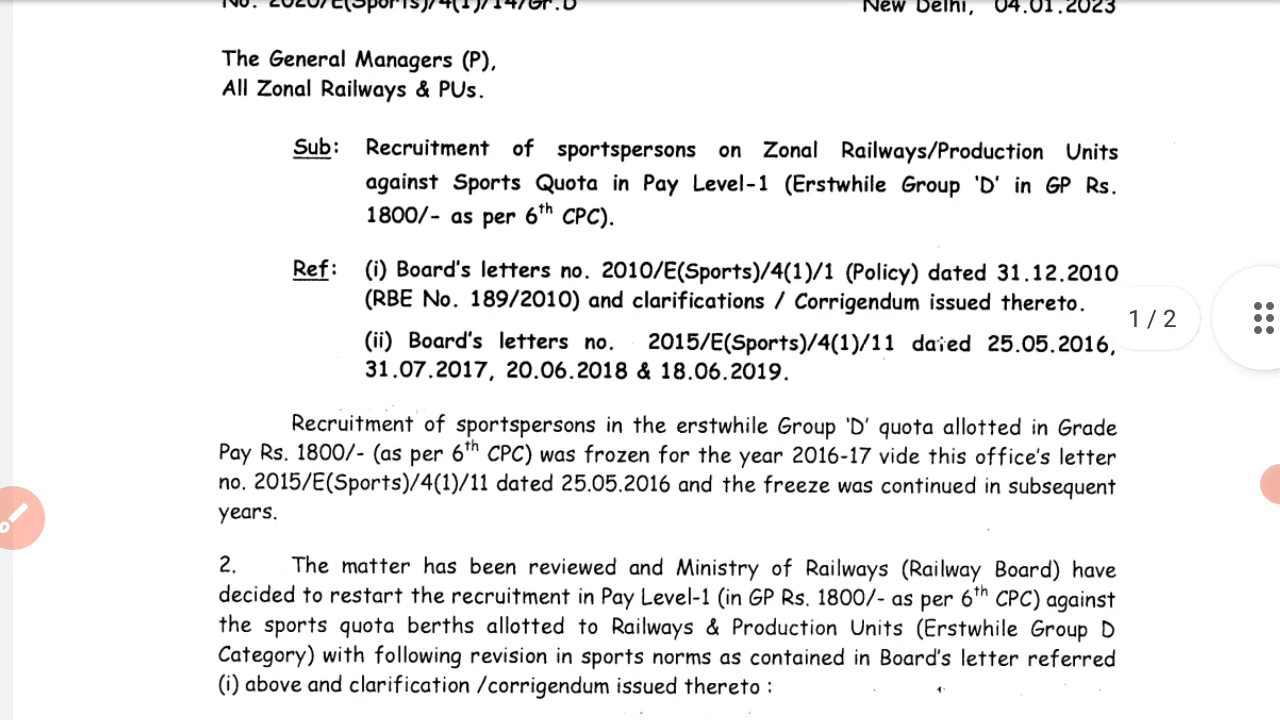 No. 2020/E(Sports)/4(1)/14/Gr.D New Delhi, 04.01.2023
The General Managers (P),
All Zonal Railways & PUs.
Sub: Recruitment of sportspersons on Zonal Railways/Production Units
against Sports Quota in Pay Level-1 (Erstwhile Group 'D' in GP Rs.
1800/- as per 6th CPC).
Ref: (i) Board's letters no. 2010/E(Sports)/4(1)/1 (Policy) dated 31.12.2010
(RBE No. 189/2010) and clarifications / Corrigendum issued thereto.
1 / 2
(ii) Board's letters no. 2015/E(Sports)/4(1)/11 dated 25.05.2016,
31.07.2017, 20.06.2018 & 18.06.2019.
Recruitment of sportspersons in the erstwhile Group 'D' quota allotted in Grade
Pay Rs. 1800/- (as per 6th CPC) was frozen for the year 2016-17 vide this office's letter
no. 2015/E(Sports)/4(1)/11 dated 25.05.2016 and the freeze was continued in subsequent
years.
2. The matter has been reviewed and Ministry of Railways (Railway Board) have
decided to restart the recruitment in Pay Level-1 (in GP Rs. 1800/- as per 6th CPC) against
the sports quota berths allotted to Railways & Production Units (Erstwhile Group D
Category) with following revision in sports norms as contained in Board's letter referred
(i) above and clarification /corrigendum issued thereto :